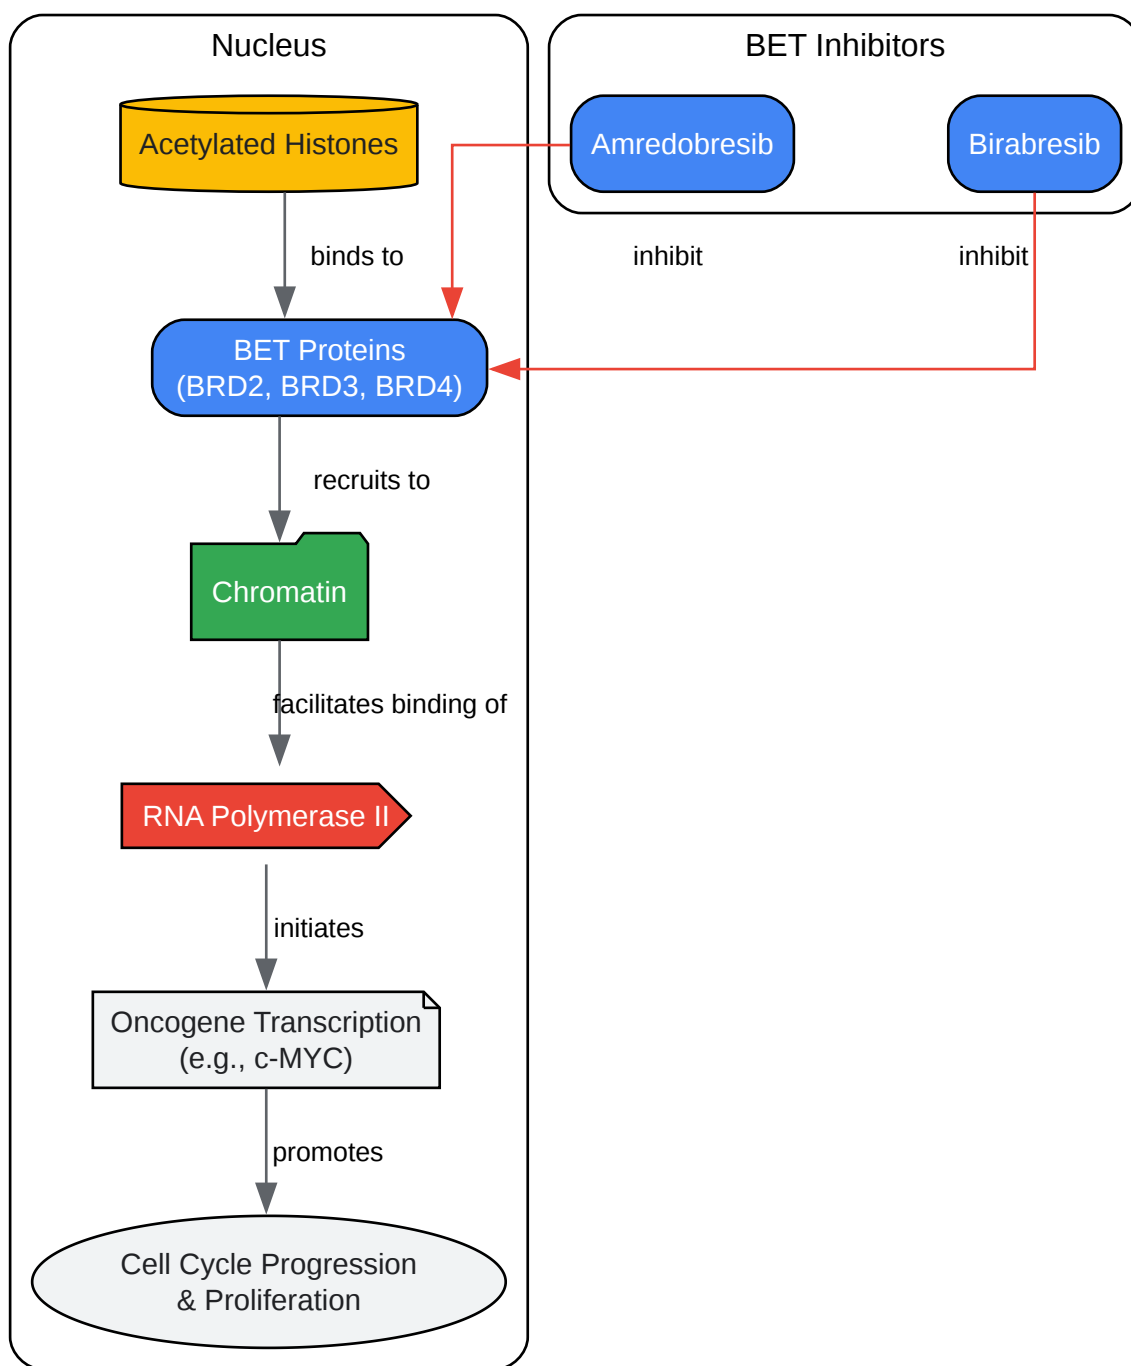 Nucleus
BET Inhibitors
Acetylated Histones
Amredobresib
Birabresib
binds to
inhibit
inhibit
BET Proteins
(BRD2, BRD3, BRD4)
recruits to
Chromatin
facilitates binding of
RNA Polymerase II
initiates
Oncogene Transcription
(e.g., c-MYC)
promotes
Cell Cycle Progression
& Proliferation